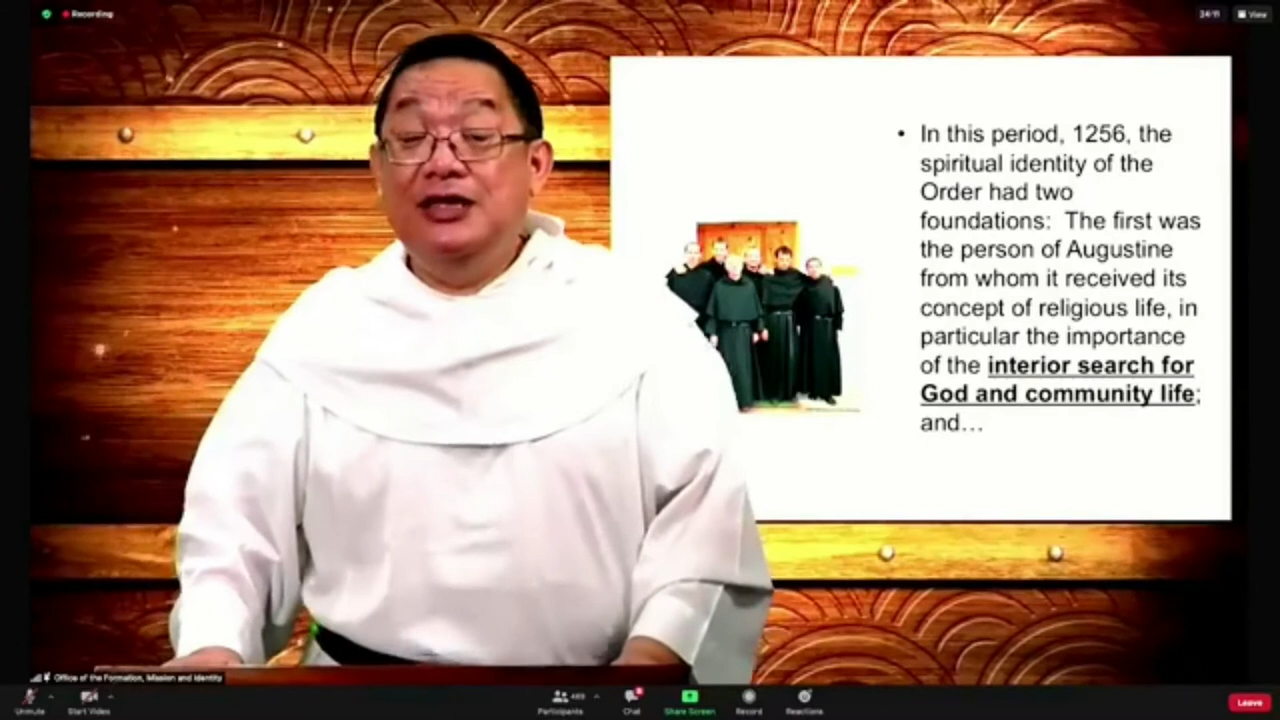 Recording
34:11
View
• In this period, 1256, the
spiritual identity of the
Order had two
foundations: The first was
the person of Augustine
from whom it received its
concept of religious life, in
particular the importance
of the interior search for
God and community life;
and…
Office of the Formation, Mission and Identity
Unmute
Start Video
Participants
Chat
Share Screen
Record
Reactions
Leave